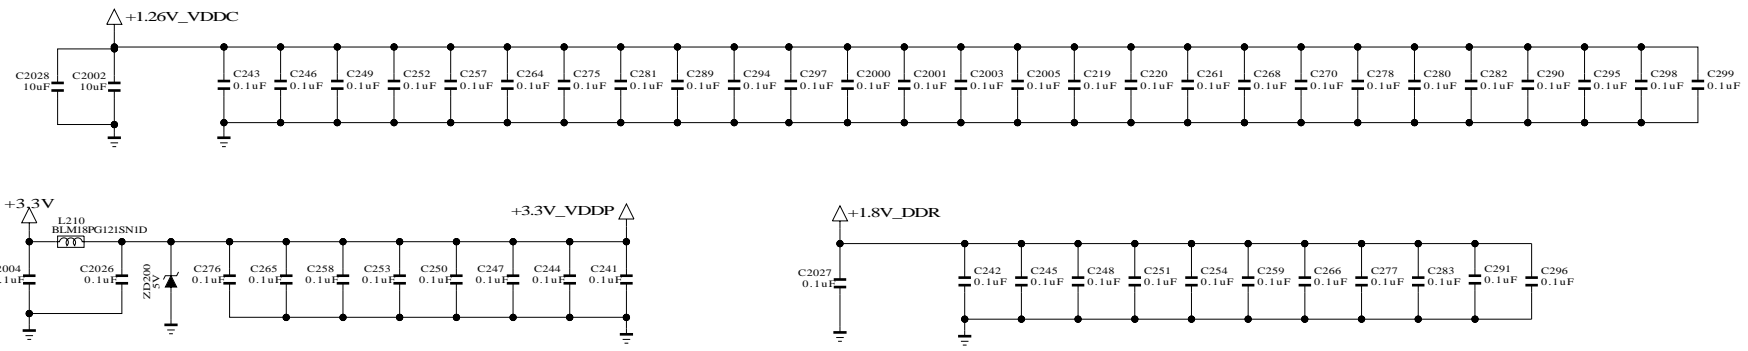 +1.26V_VDDC
C2028
10uF
C2002
10uF
C243
0.1uF
C246
0.1uF
C249
0.1uF
C252
0.1uF
C257
0.1uF
C264
0.1uF
C275
0.1uF
C281
0.1uF
C289
0.1uF
C294
0.1uF
C297
0.1uF
C2000
0.1uF
C2001
0.1uF
C2003
0.1uF
C2005
0.1uF
C219
0.1uF
C220
0.1uF
C261
0.1uF
C268
0.1uF
C270
0.1uF
C278
0.1uF
C280
0.1uF
C282
0.1uF
C290
0.1uF
C295
0.1uF
C298
0.1uF
C299
0.1uF
+3.3V
L210
BLM18PG121SN1D
+3.3V_VDDP
2004
.1uF
C2026
0.1uF
ZD200
5V
C276
0.1uF
C265
0.1uF
C258
0.1uF
C253
0.1uF
C250
0.1uF
C247
0.1uF
C244
0.1uF
C241
0.1uF
+1.8V_DDR
C2027
0.1uF
C242
0.1uF
C245
0.1uF
C248
0.1uF
C251
0.1uF
C254
0.1uF
C259
0.1uF
C266
0.1uF
C277
0.1uF
C283
0.1uF
C291
0.1uF
C296
0.1uF